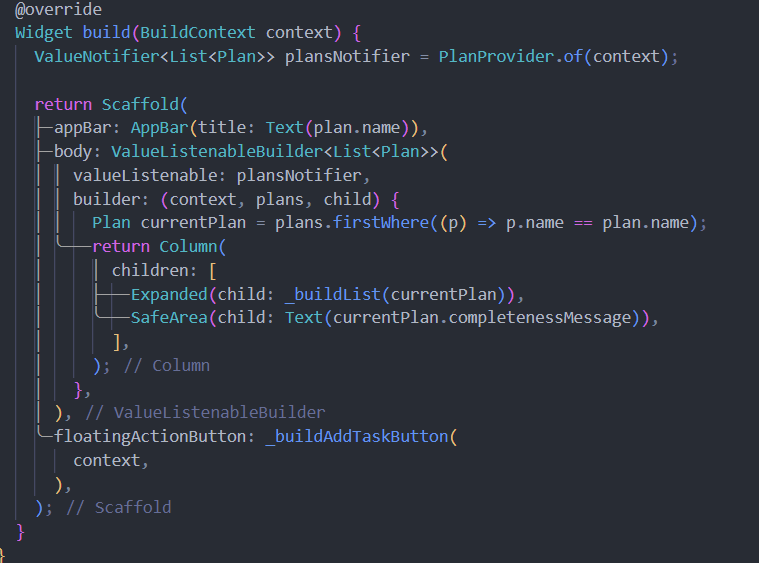 @override
Widget build(BuildContext context) {
ValueNotifier<List<Plan>> plansNotifier = PlanProvider.of(context);
return Scaffold(
appBar: AppBar(title: Text(plan.name)),
body: ValueListenableBuilder<List<Plan>>(
valueListenable: plansNotifier,
builder: (context, plans, child) {
Plan currentPlan = plans.firstWhere((p) => p.name == plan.name);
return Column(
children: [
Expanded(child: _buildList(currentPlan)),
SafeArea(child: Text(currentPlan.completenessMessage)),
],
); // Column
},
), // ValueListenableBuilder
floatingActionButton: _buildAddTaskButton(
context,
),
); // Scaffold
}
}